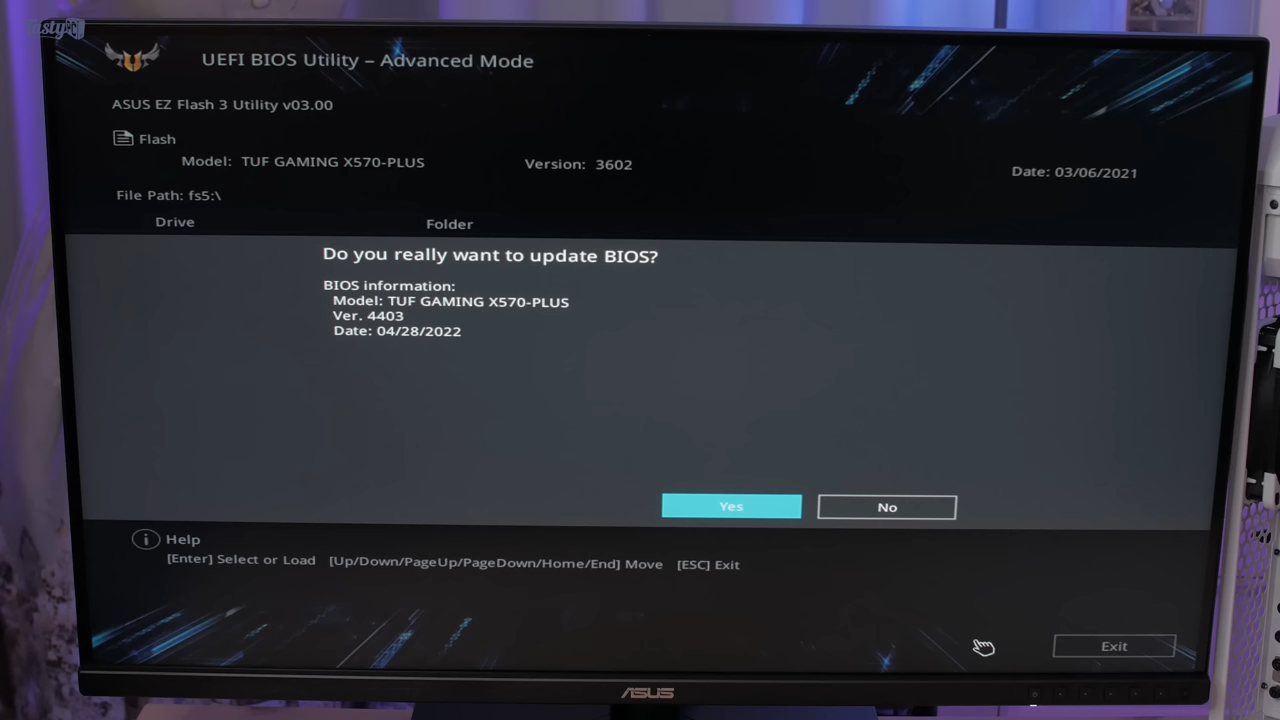 UEFI BIOS Utility – Advanced Mode
ASUS EZ Flash 3 Utility v03.00
Flash
Model: TUF GAMING X570-PLUS Version: 3602 Date: 03/06/2021
File Path: fs5:\
Drive Folder
Do you really want to update BIOS?
BIOS information:
Model: TUF GAMING X570-PLUS
Ver. 4403
Date: 04/28/2022
Yes No
Help
[Enter] Select or Load [Up/Down/PageUp/PageDown/Home/End] Move [ESC] Exit
Exit
ASUS